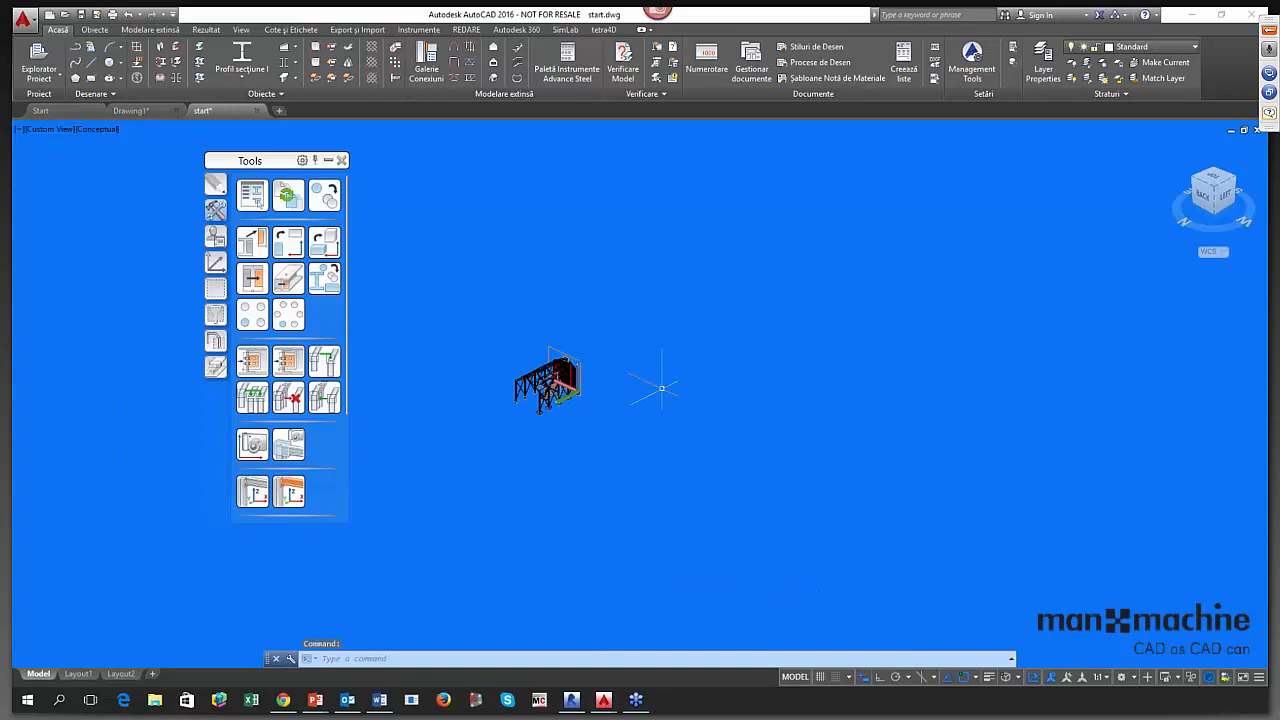 Autodesk AutoCAD 2016 - NOT FOR RESALE start.dwg
Type a keyword or phrase
Sign In
Acasă Obiecte Modelare extinsă Rezultat View Cote și Etichete Export și Import Instrumente REDARE Autodesk 360 SimLab tetra4D
Explorator Proiect
Profil secțiune I
Galerie Conexiuni
Paletă Instrumente Advance Steel
Verificare Model
Numerotare
Gestionar documente
Stiluri de Desen
Procese de Desen
Șabloane Notă de Materiale
Creează liste
Management Tools
Layer Properties
Standard
Make Current
Match Layer
Proiect Desenare Obiecte Modelare extinsă Verificare Documente Setări Straturi
Start Drawing1* start*
[−][Custom View][Conceptual]
Tools
BACK LEFT
WCS
Command:
Type a command
man machine
CAD as CAD can
Model Layout1 Layout2
MODEL
1:1